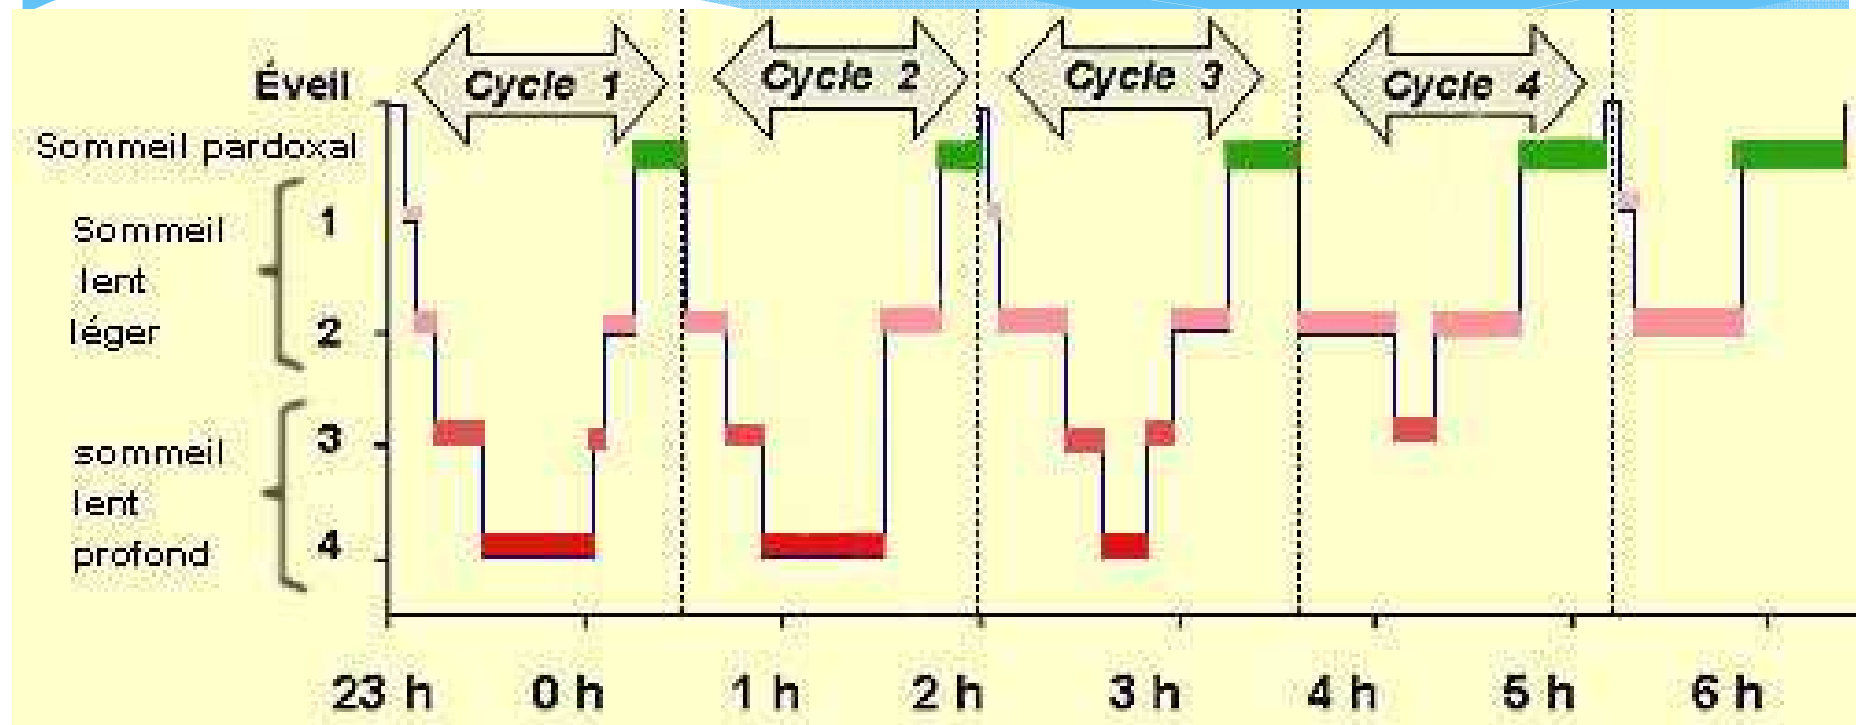 Cycle 1
Cycle 2
Cycle 3
Cycle 4
Éveil
Sommeil pardoxal
1
Sommeil
lent
léger
2
3
sommeil
lent
profond
4
23 h 0 h 1 h 2 h 3 h 4 h 5 h 6 h